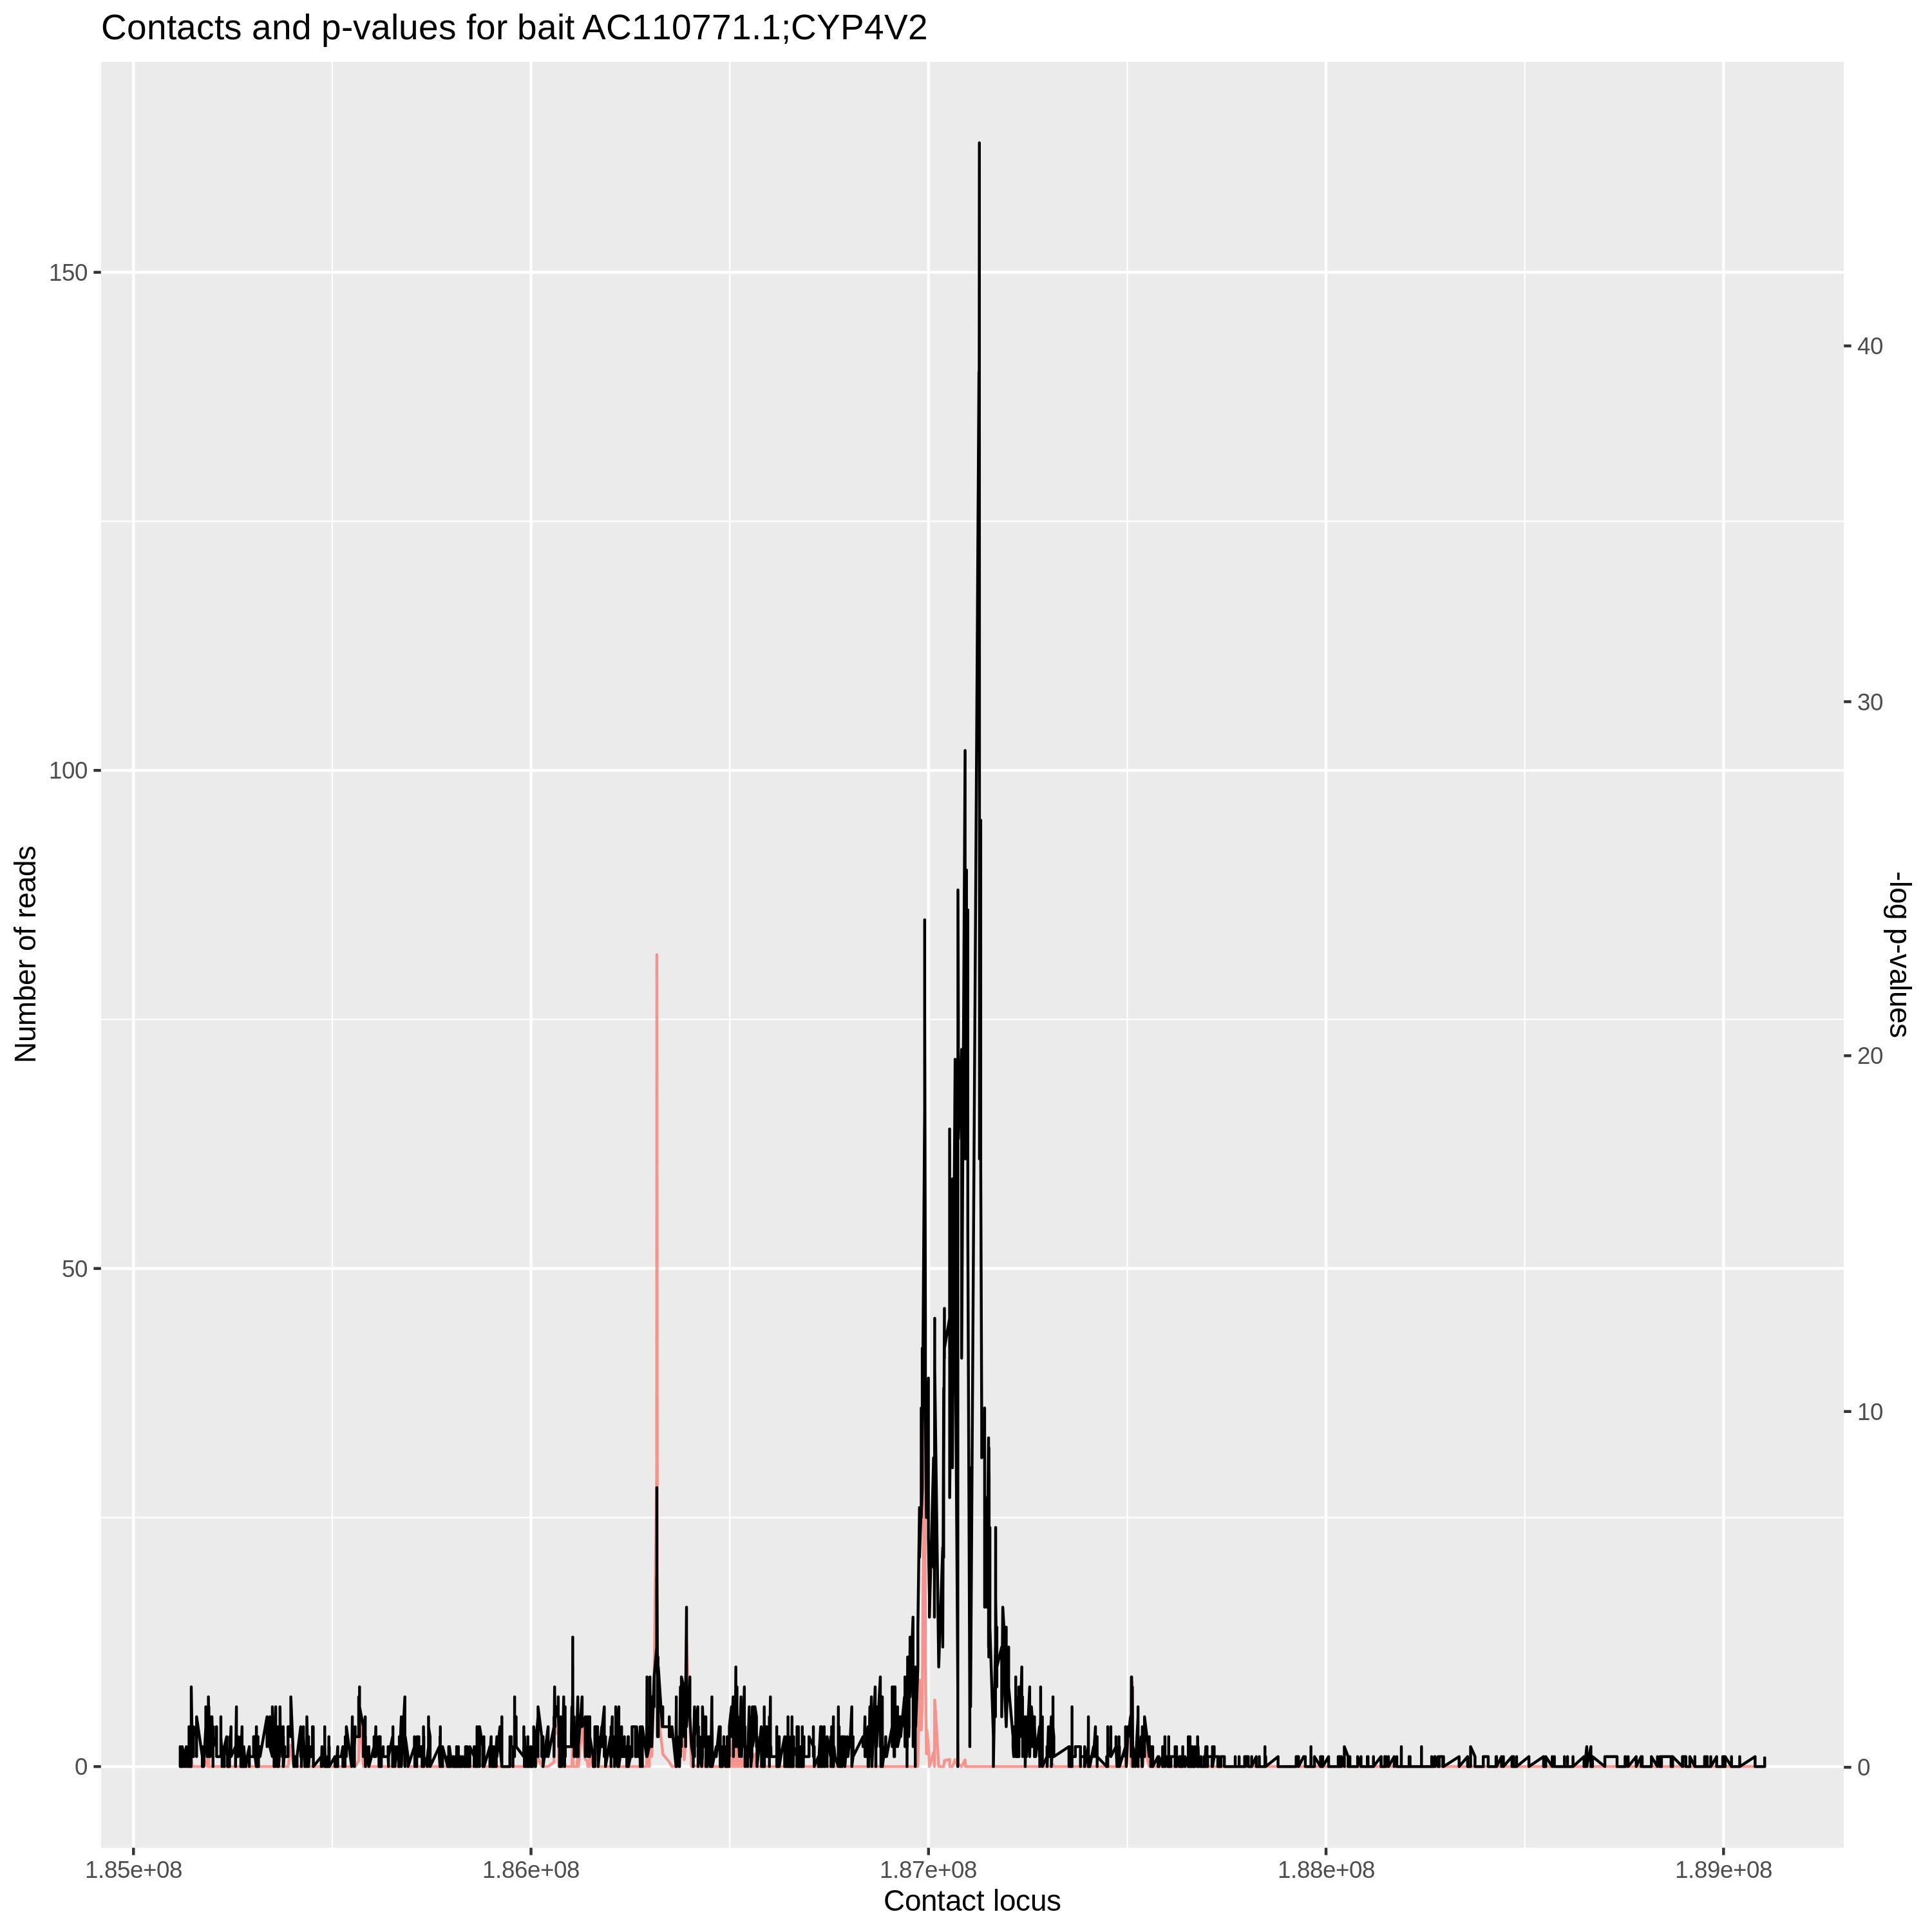 Contacts and p-values for bait AC110771.1;CYP4V2
150
100
50
0
40
30
20
10
0
Number of reads
-log p-values
1.85e+08
1.86e+08
1.87e+08
1.88e+08
1.89e+08
Contact locus